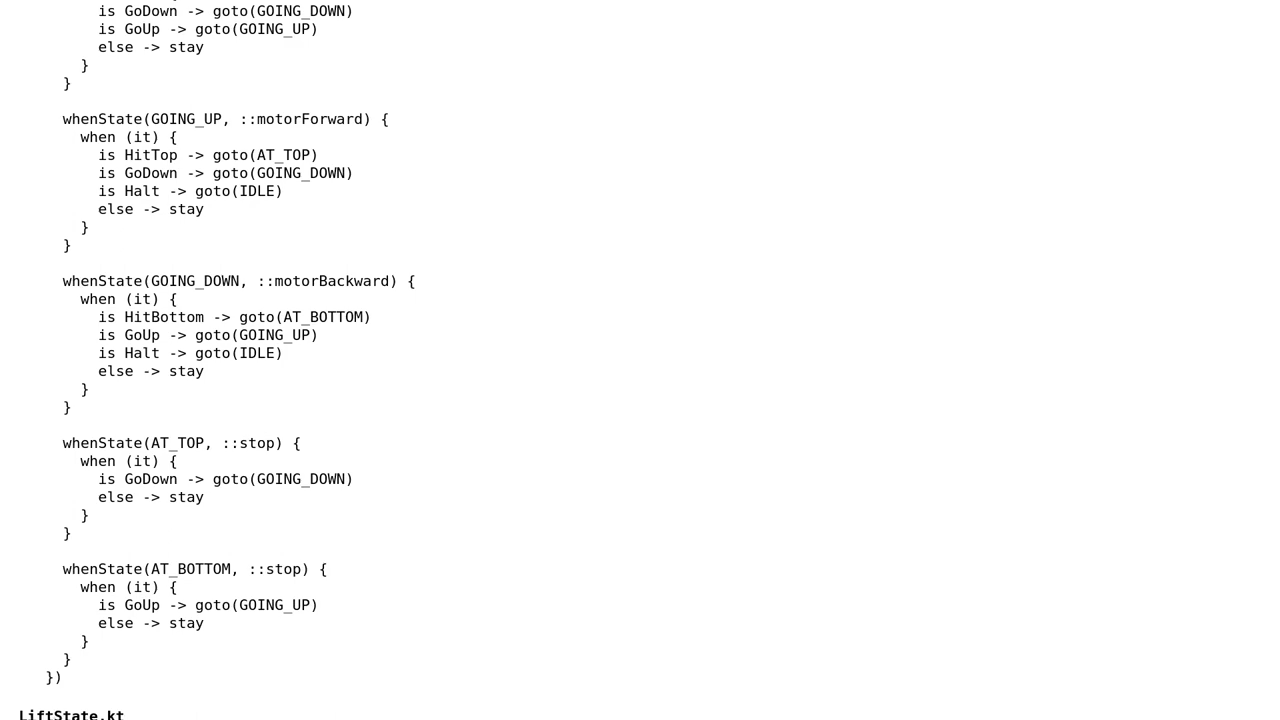 is GoDown -> goto(GOING_DOWN)
is GoUp -> goto(GOING_UP)
else -> stay
}
}
whenState(GOING_UP, ::motorForward) {
when (it) {
is HitTop -> goto(AT_TOP)
is GoDown -> goto(GOING_DOWN)
is Halt -> goto(IDLE)
else -> stay
}
}
whenState(GOING_DOWN, ::motorBackward) {
when (it) {
is HitBottom -> goto(AT_BOTTOM)
is GoUp -> goto(GOING_UP)
is Halt -> goto(IDLE)
else -> stay
}
}
whenState(AT_TOP, ::stop) {
when (it) {
is GoDown -> goto(GOING_DOWN)
else -> stay
}
}
whenState(AT_BOTTOM, ::stop) {
when (it) {
is GoUp -> goto(GOING_UP)
else -> stay
}
}
})
LiftState.kt